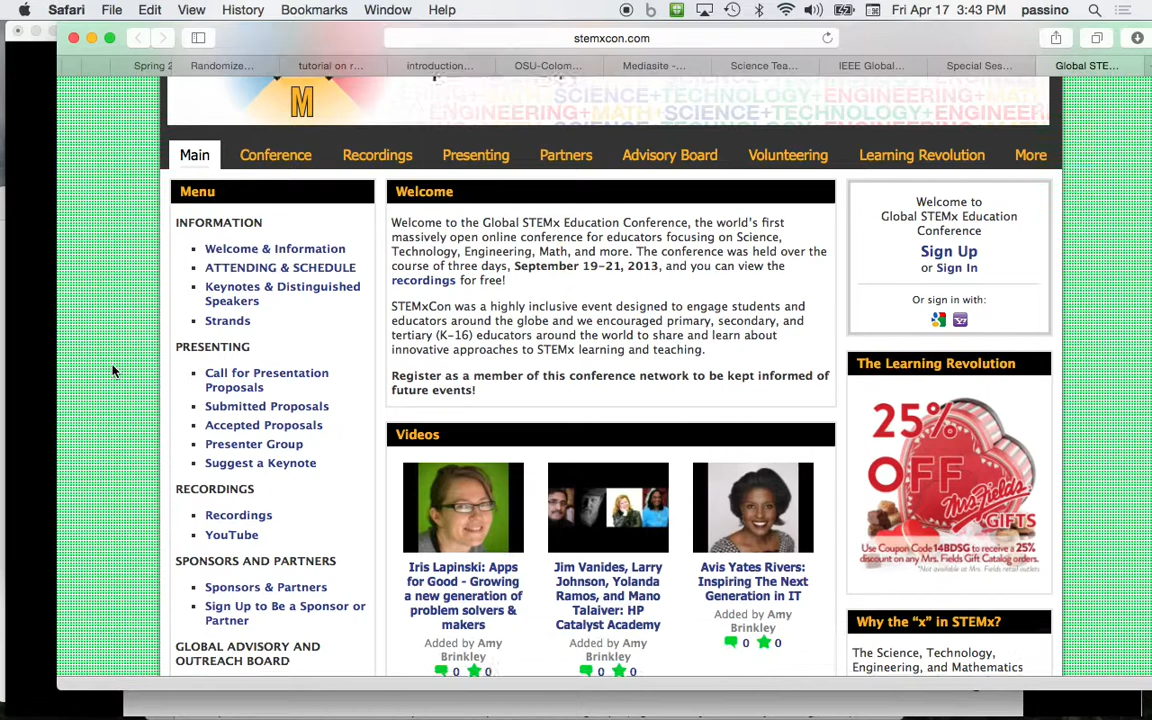 Safari File Edit View History Bookmarks Window Help Fri Apr 17 3:43 PM passino
stemxcon.com
Spring 2 Randomize... tutorial on r... introduction... OSU-Colom... Mediasite -... Science Tea... IEEE Global... Special Ses... Global STE...
M
SCIENCE+TECHNOLOGY+ENGINEERING
ENGINEERING+MATH+SCIENCE+TECHNOLOGY+ENGINEER
Main Conference Recordings Presenting Partners Advisory Board Volunteering Learning Revolution More
Menu
INFORMATION
Welcome & Information
ATTENDING & SCHEDULE
Keynotes & Distinguished
Speakers
Strands
PRESENTING
Call for Presentation
Proposals
Submitted Proposals
Accepted Proposals
Presenter Group
Suggest a Keynote
RECORDINGS
Recordings
YouTube
SPONSORS AND PARTNERS
Sponsors & Partners
Sign Up to Be a Sponsor or
Partner
GLOBAL ADVISORY AND
OUTREACH BOARD
Welcome
Welcome to the Global STEMx Education Conference, the world's first
massively open online conference for educators focusing on Science,
Technology, Engineering, Math, and more. The conference was held over the
course of three days, September 19-21, 2013, and you can view the
recordings for free!
STEMxCon was a highly inclusive event designed to engage students and
educators around the globe and we encouraged primary, secondary, and
tertiary (K-16) educators around the world to share and learn about
innovative approaches to STEMx learning and teaching.
Register as a member of this conference network to be kept informed of
future events!
Videos
Iris Lapinski: Apps
for Good - Growing
a new generation of
problem solvers &
makers
Added by Amy
Brinkley
0 0
Jim Vanides, Larry
Johnson, Yolanda
Ramos, and Mano
Talaiver: HP
Catalyst Academy
Added by Amy
Brinkley
0 0
Avis Yates Rivers:
Inspiring The Next
Generation in IT
Added by Amy
Brinkley
0 0
Welcome to
Global STEMx Education
Conference
Sign Up
or Sign In
Or sign in with:
The Learning Revolution
25%
OFF
Mrs. Fields
GIFTS
Use Coupon Code 14BDSG to receive a 25%
discount on any Mrs. Fields Gift Catalog orders.
*Not available at Mrs. Fields retail outlets
Why the "x" in STEMx?
The Science, Technology,
Engineering, and Mathematics